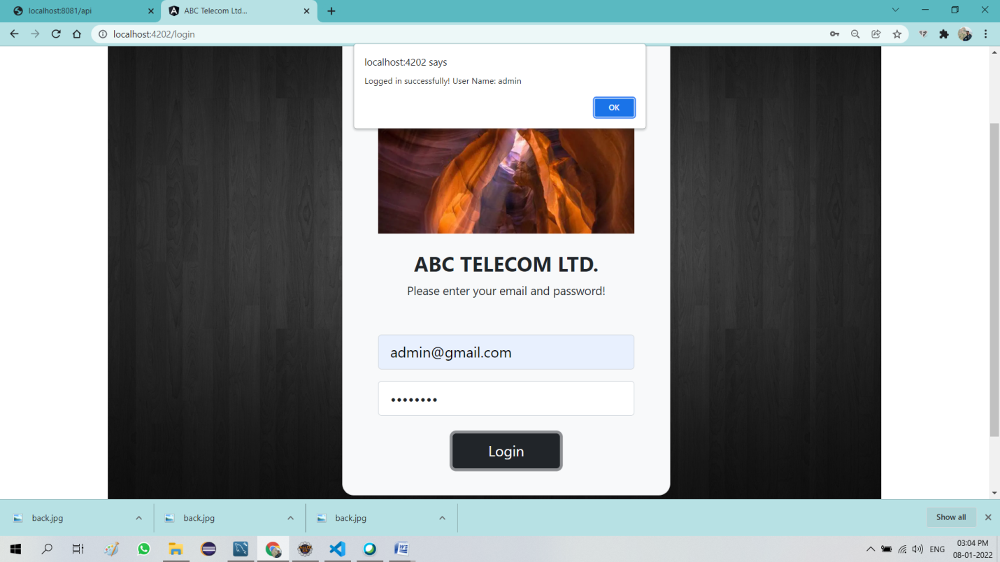 localhost:8081/api
ABC Telecom Ltd...
localhost:4202/login
localhost:4202 says
Logged in successfully! User Name: admin
OK
ABC TELECOM LTD.
Please enter your email and password!
admin@gmail.com
••••••••
Login
back.jpg
back.jpg
back.jpg
Show all
ENG
03:04 PM
08-01-2022